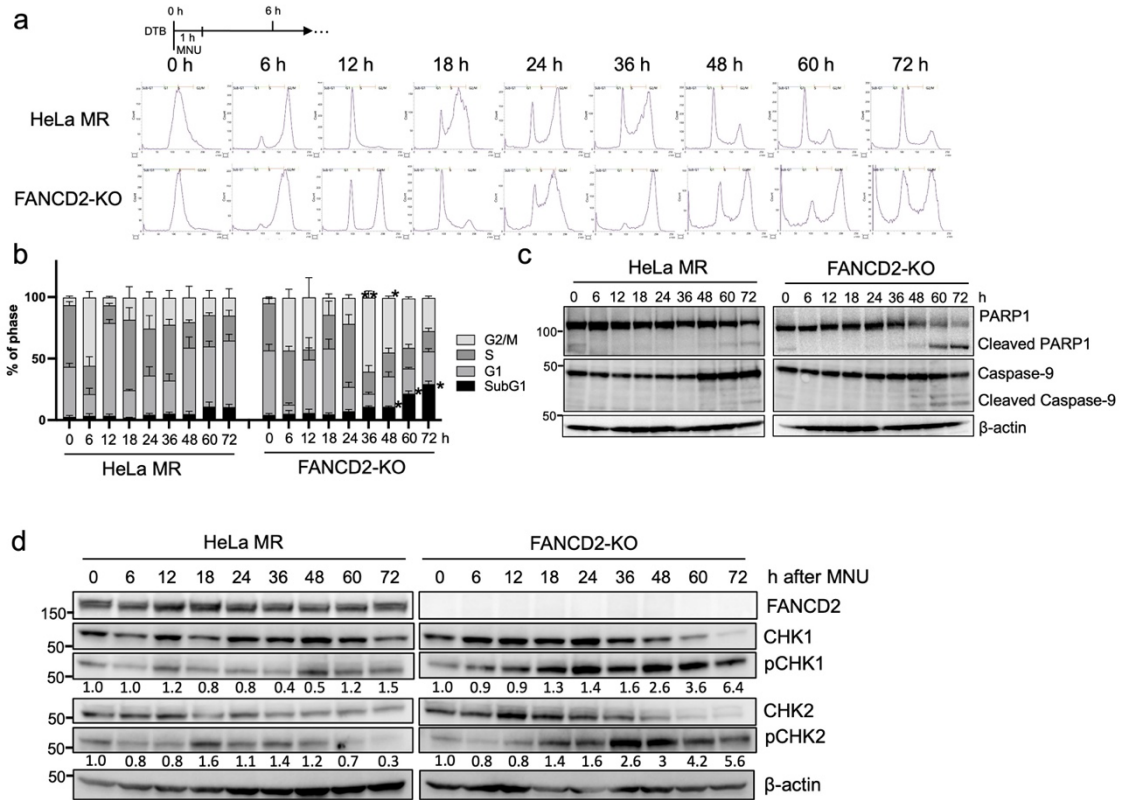 a
0 h
6 h
DTB
1 h
MNU
0 h 6 h 12 h 18 h 24 h 36 h 48 h 60 h 72 h
HeLa MR
FANCD2-KO
b
% of phase
100
50
0
G2/M
S
G1
SubG1
** * * * *
0 6 12 18 24 36 48 60 72 0 6 12 18 24 36 48 60 72 h
HeLa MR FANCD2-KO
c
HeLa MR FANCD2-KO
0 6 12 18 24 36 48 60 72 0 6 12 18 24 36 48 60 72 h
PARP1
100
Cleaved PARP1
50
Caspase-9
Cleaved Caspase-9
50
β-actin
d
HeLa MR FANCD2-KO
0 6 12 18 24 36 48 60 72 0 6 12 18 24 36 48 60 72 h after MNU
150 FANCD2
50 CHK1
50 pCHK1
1.0 1.0 1.2 0.8 0.8 0.4 0.5 1.2 1.5 1.0 0.9 0.9 1.3 1.4 1.6 2.6 3.6 6.4
50 CHK2
50 pCHK2
1.0 0.8 0.8 1.6 1.1 1.4 1.2 0.7 0.3 1.0 0.8 0.8 1.4 1.6 2.6 3 4.2 5.6
50 β-actin